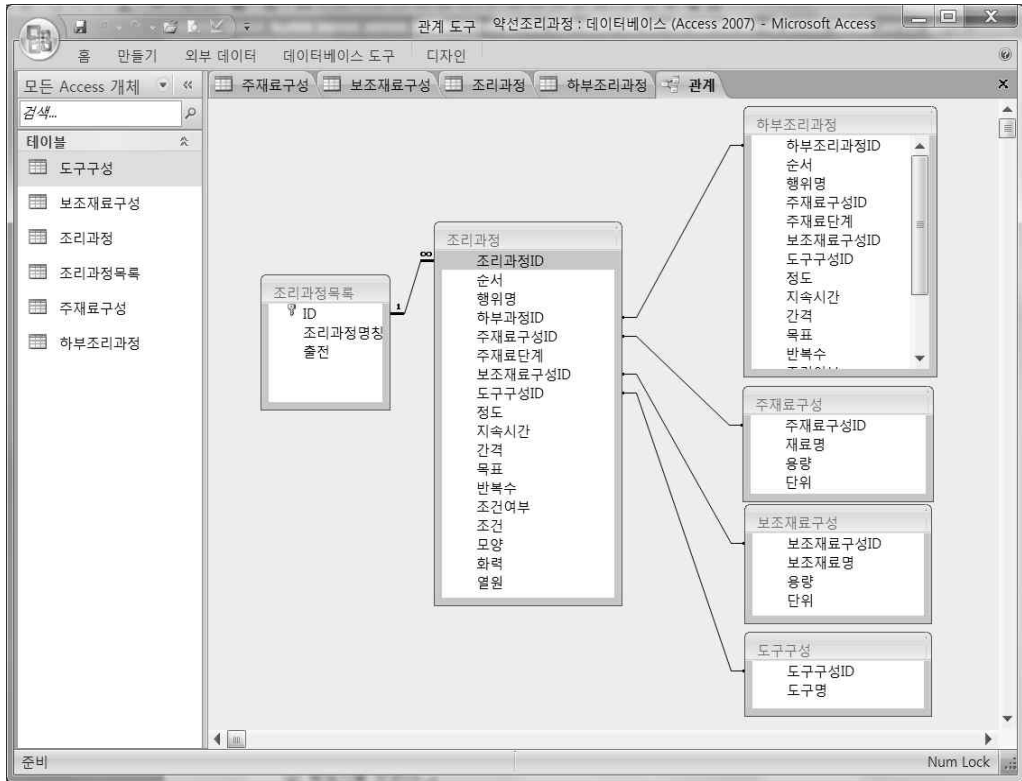 관계 도구 약선조리과정 : 데이터베이스 (Access 2007) - Microsoft Access
홈 만들기 외부 데이터 데이터베이스 도구 디자인
모든 Access 개체
주재료구성 보조재료구성 조리과정 하부조리과정 관계
검색...
테이블
도구구성
보조재료구성
조리과정
조리과정목록
주재료구성
하부조리과정
조리과정목록
ID
조리과정명칭
출전
1
∞
조리과정
조리과정ID
순서
행위명
하부과정ID
주재료구성ID
주재료단계
보조재료구성ID
도구구성ID
정도
지속시간
간격
목표
반복수
조건여부
조건
모양
화력
열원
하부조리과정
하부조리과정ID
순서
행위명
주재료구성ID
주재료단계
보조재료구성ID
도구구성ID
정도
지속시간
간격
목표
반복수
주재료구성
주재료구성ID
재료명
용량
단위
보조재료구성
보조재료구성ID
보조재료명
용량
단위
도구구성
도구구성ID
도구명
준비
Num Lock